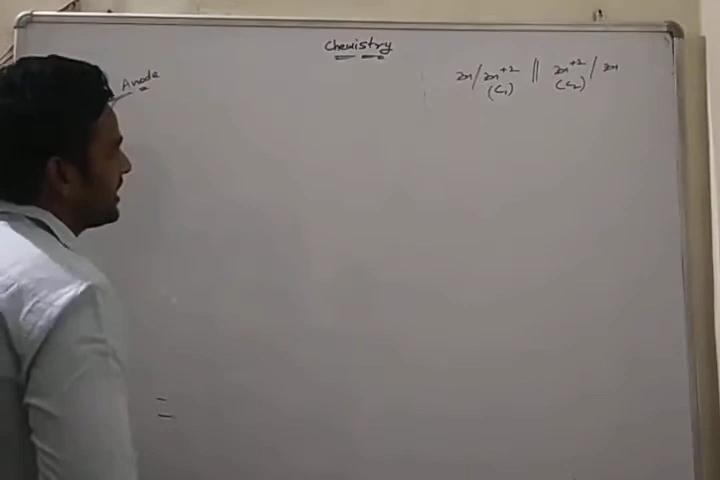 Chemistry
Anode
Zn/Zn⁺² || Zn⁺²/Zn
(C₁) (C₂)
=